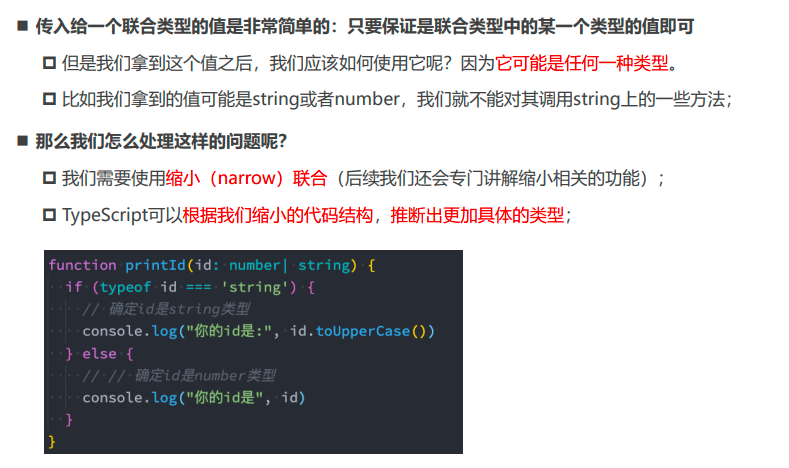 ■ 传入给一个联合类型的值是非常简单的：只要保证是联合类型中的某一个类型的值即可
但是我们拿到这个值之后，我们应该如何使用它呢？因为它可能是任何一种类型。
比如我们拿到的值可能是string或者number，我们就不能对其调用string上的一些方法；
■ 那么我们怎么处理这样的问题呢？
我们需要使用缩小（narrow）联合（后续我们还会专门讲解缩小相关的功能）；
TypeScript可以根据我们缩小的代码结构，推断出更加具体的类型；
function printId(id: number| string) {
if (typeof id === 'string') {
// 确定id是string类型
console.log("你的id是:", id.toUpperCase())
} else {
// // 确定id是number类型
console.log("你的id是", id)
}
}